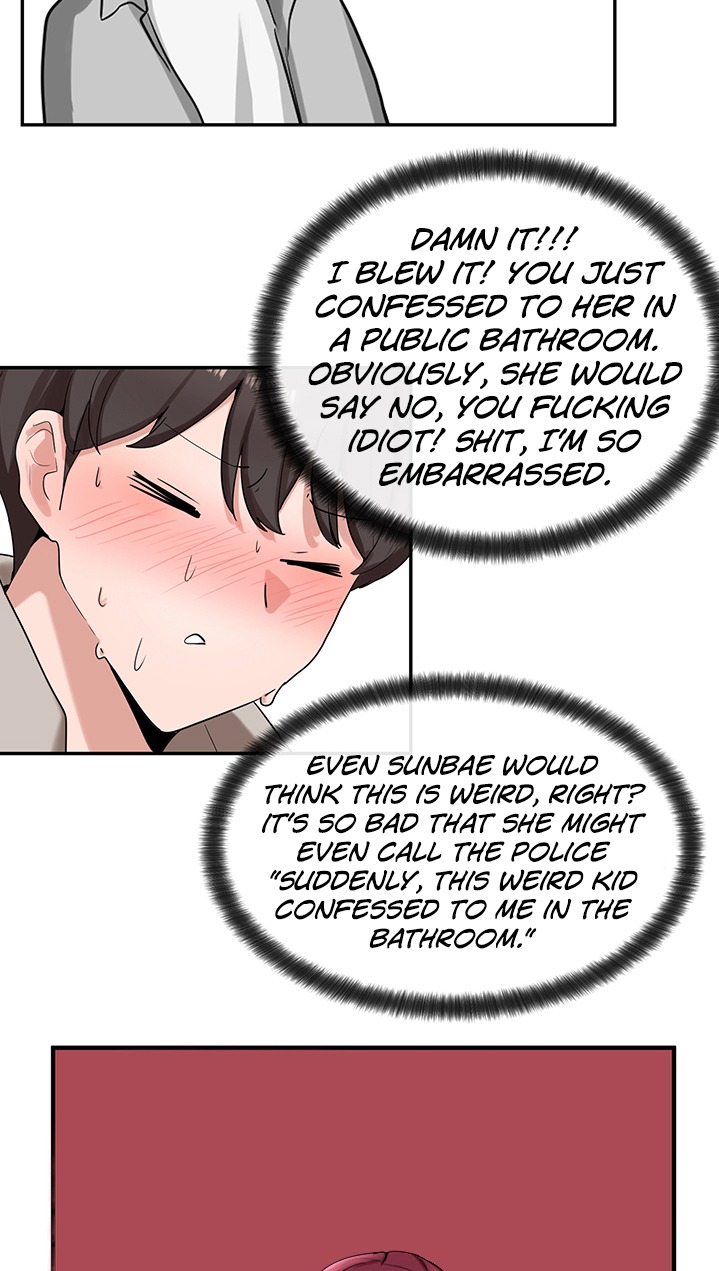 DAMN IT!!!
I BLEW IT! YOU JUST
CONFESSED TO HER IN
A PUBLIC BATHROOM.
OBVIOUSLY, SHE WOULD
SAY NO, YOU FUCKING
IDIOT! SHIT, I'M SO
EMBARRASSED.
EVEN SUNBAE WOULD
THINK THIS IS WEIRD, RIGHT?
IT'S SO BAD THAT SHE MIGHT
EVEN CALL THE POLICE
"SUDDENLY, THIS WEIRD KID
CONFESSED TO ME IN THE
BATHROOM."